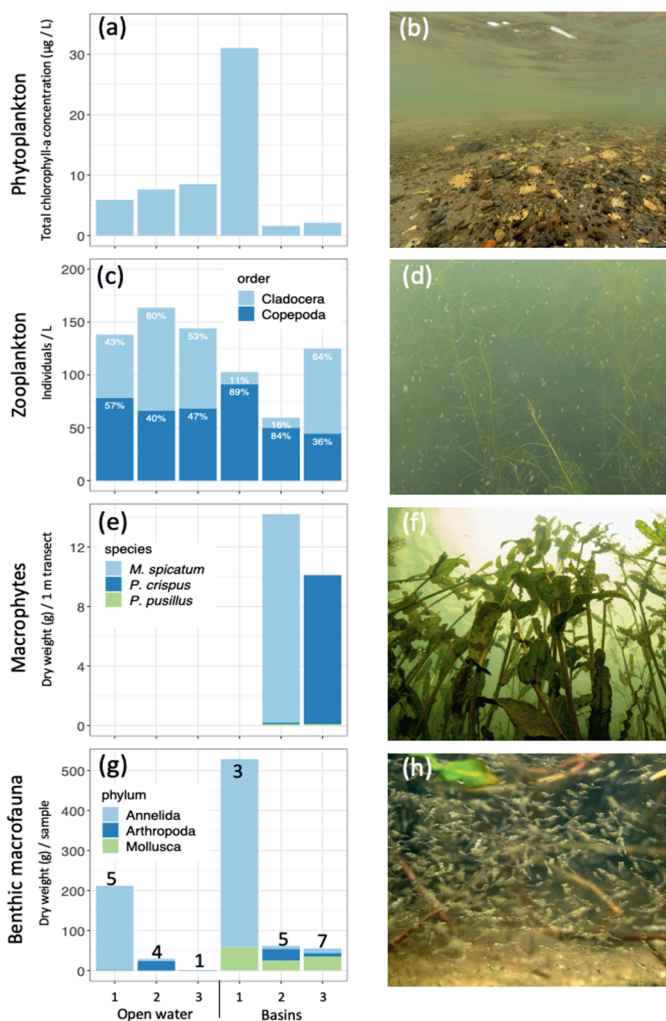 (a)
Phytoplankton
Total chlorophyll-a concentration (µg / L)
30
20
10
0
(b)
(c)
Zooplankton
Individuals / L
200
150
100
50
0
order
Cladocera
Copepoda
43%
60%
53%
11%
16%
64%
57%
40%
47%
89%
84%
36%
(d)
(e)
Macrophytes
Dry weight (g) / 1 m transect
12
8
4
0
species
M. spicatum
P. crispus
P. pusillus
(f)
(g)
Benthic macrofauna
Dry weight (g) / sample
500
400
300
200
100
0
phylum
Annelida
Arthropoda
Mollusca
5
4
1
3
5
7
(h)
1 2 3 1 2 3
Open water Basins